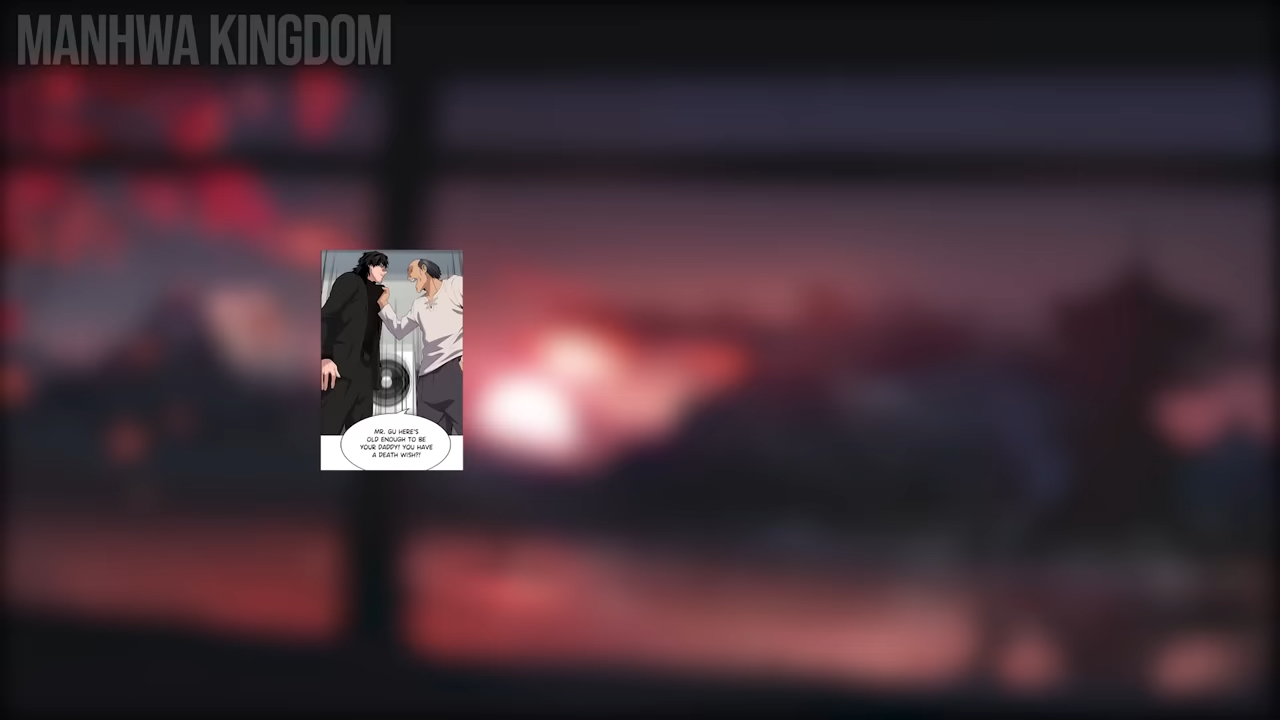 MANHWA KINGDOM
MR. GU HERE'S
OLD ENOUGH TO BE
YOUR DADDY! YOU HAVE
A DEATH WISH?!